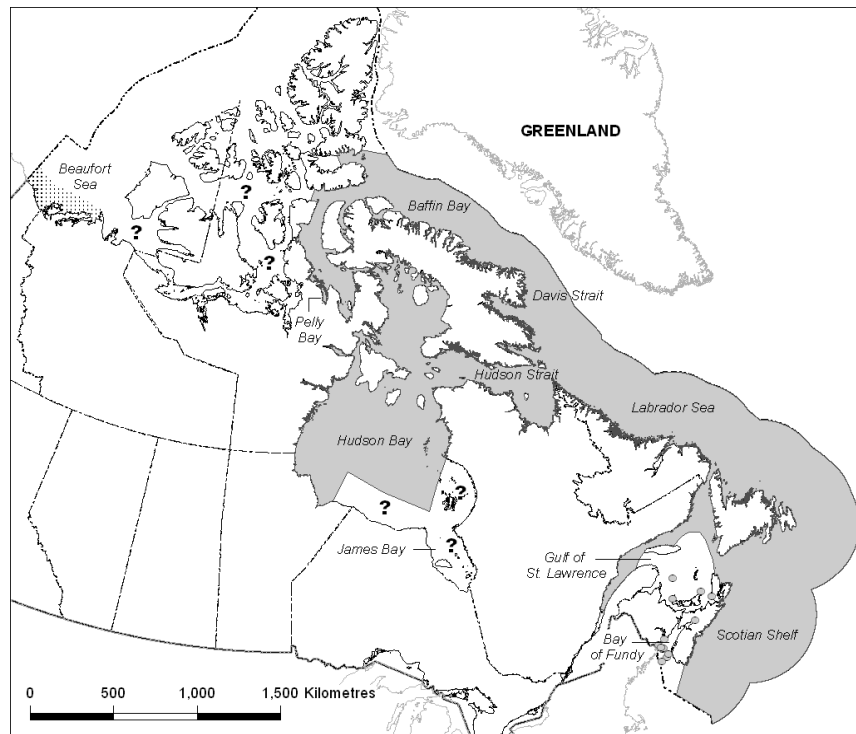 GREENLAND
Beaufort
Sea
?
Baffin Bay
?
?
Davis Strait
Pelly
Bay
Hudson Strait
Labrador Sea
Hudson Bay
?
?
?
James Bay
Gulf of
St. Lawrence
Bay
of Fundy
Scotian Shelf
0 500 1,000 1,500 Kilometres